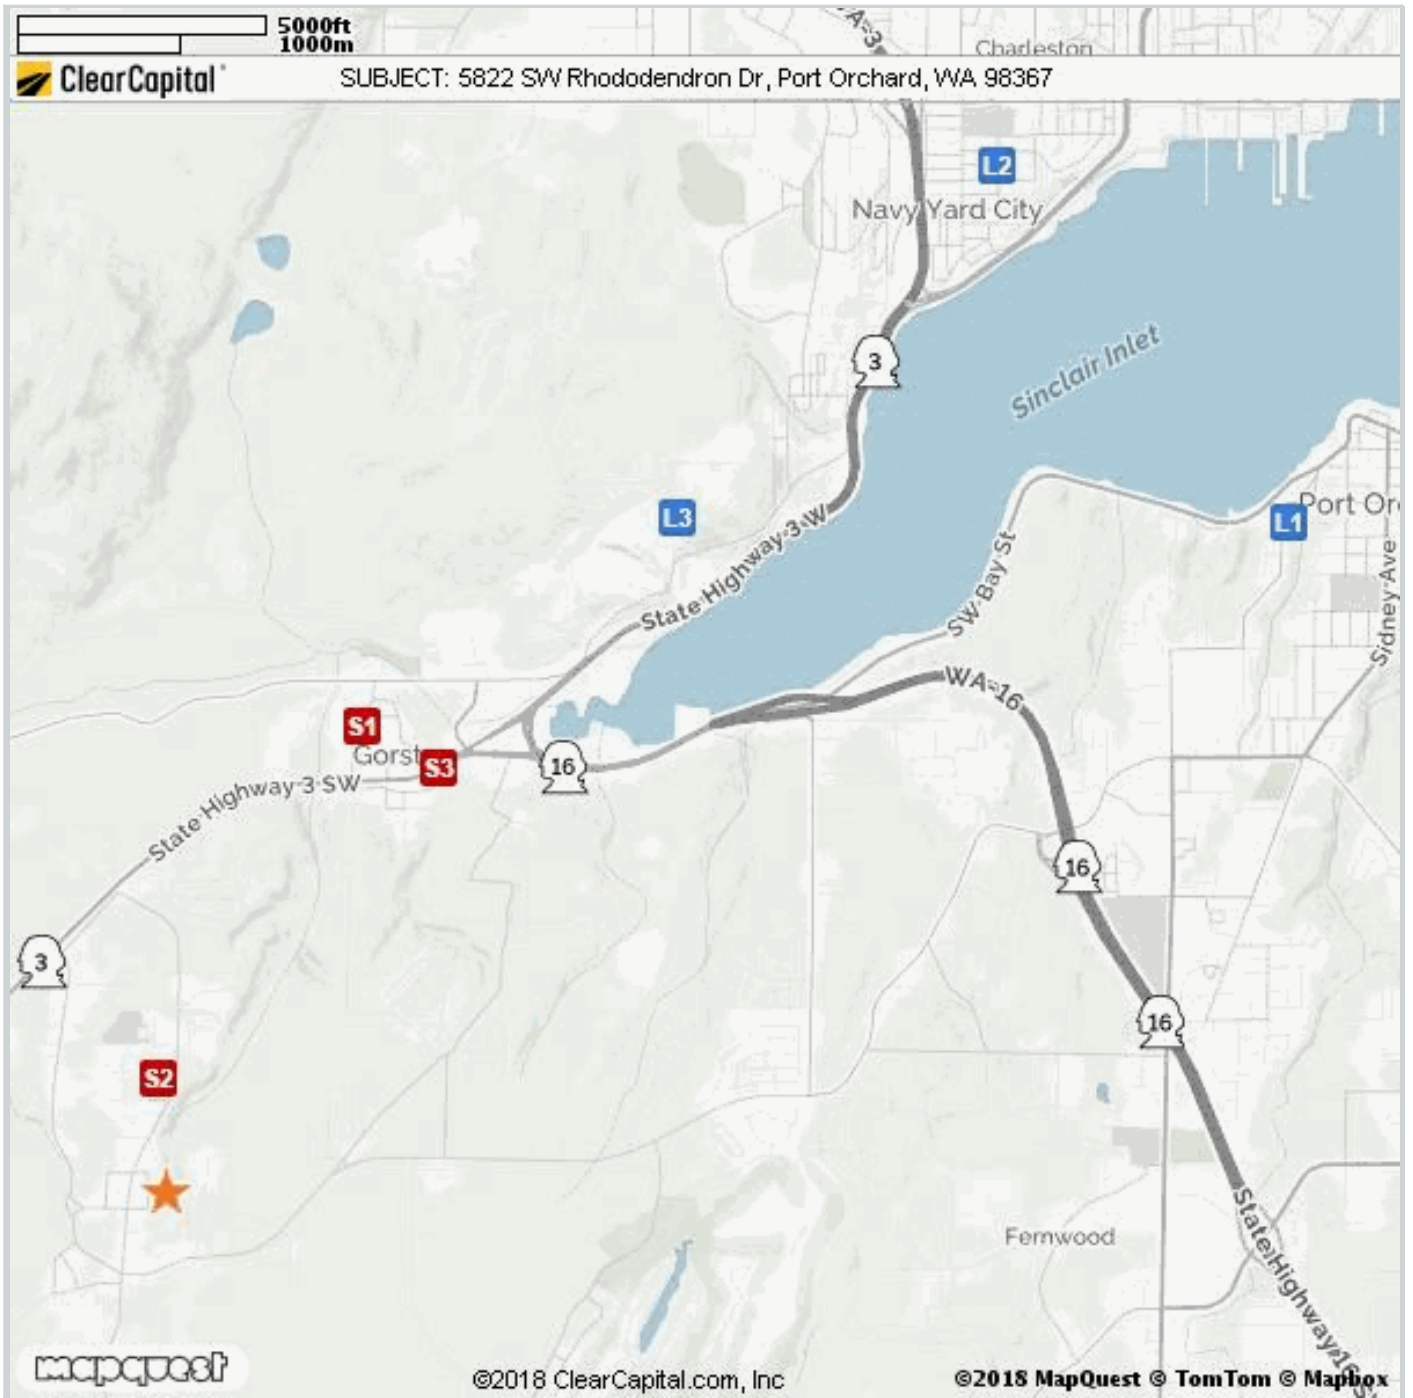 5000ft
1000m
WA-3
Charleston
ClearCapital
SUBJECT: 5822 SW Rhododendron Dr, Port Orchard, WA 98367
L2
Navy Yard City
3
Sinclair Inlet
L3
L1
Port Or
State Highway 3 W
SW Bay St
Sidney Ave
WA-16
S1
Gorst
S3
16
State Highway 3 SW
16
3
16
S2
Fernwood
State Highway 16
mapquest
©2018 ClearCapital.com, Inc
©2018 MapQuest © TomTom © Mapbox